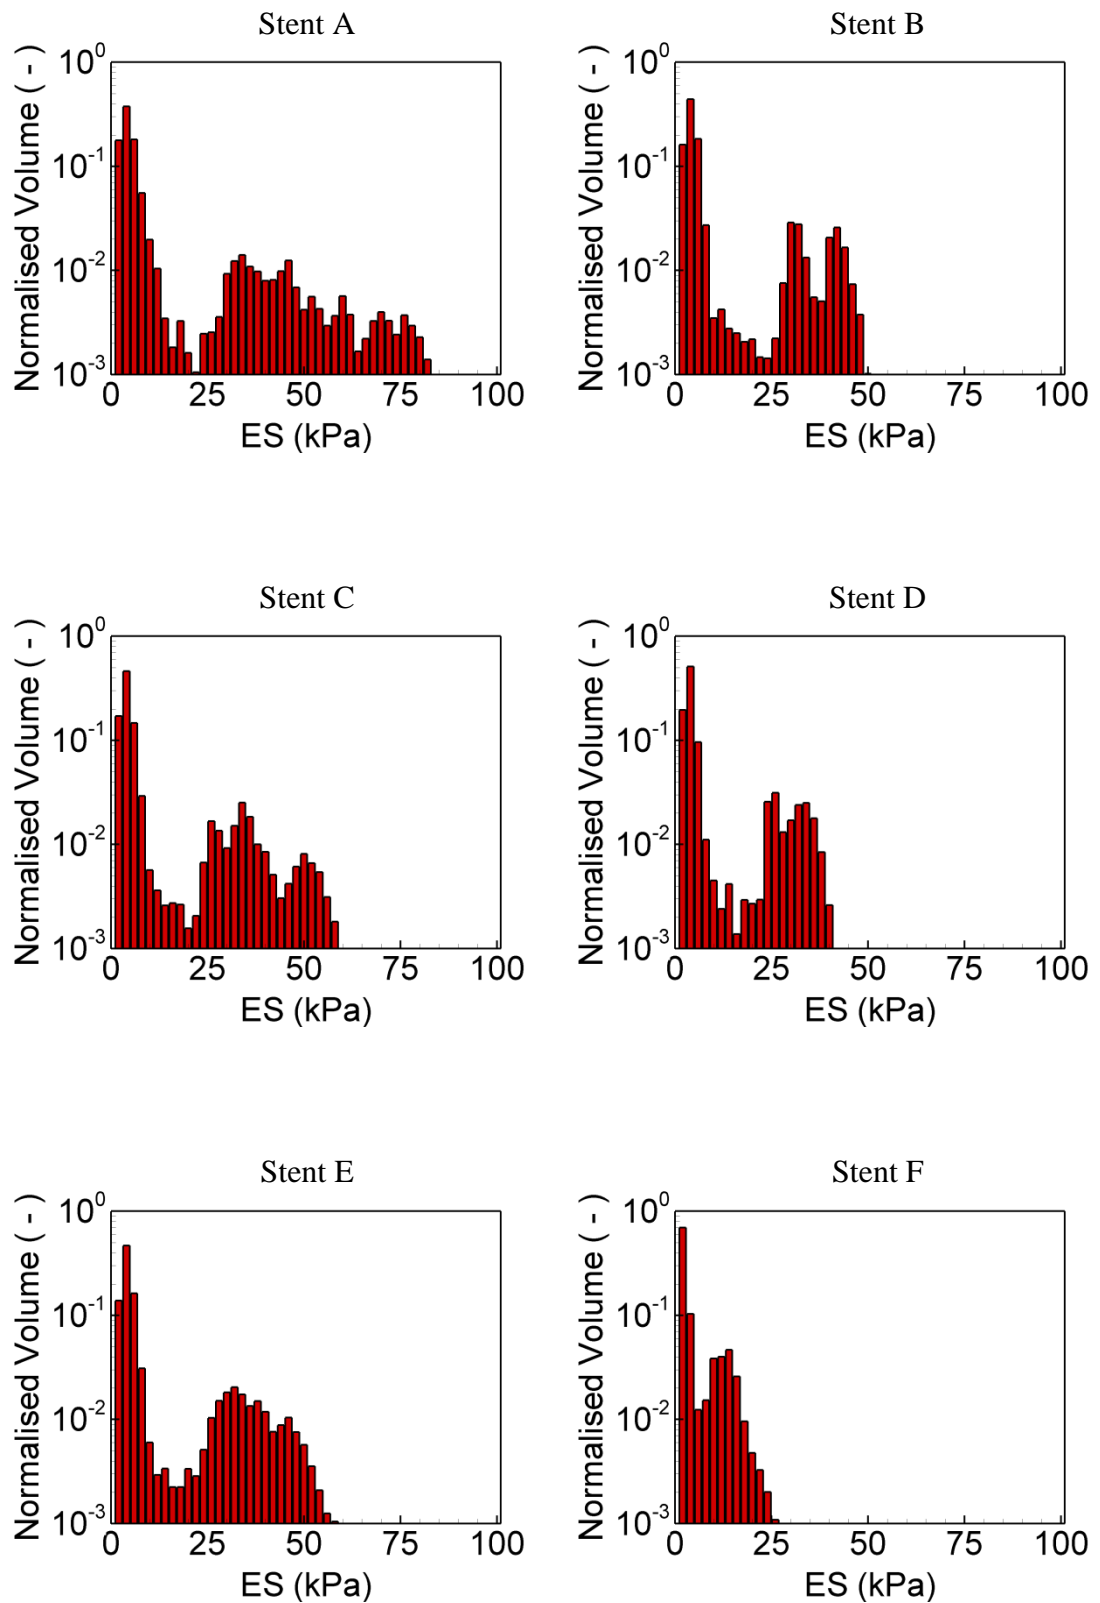 Stent A
Normalised Volume ( - )
10^0
10^-1
10^-2
10^-3
0 25 50 75 100
ES (kPa)
Stent B
Normalised Volume ( - )
10^0
10^-1
10^-2
10^-3
0 25 50 75 100
ES (kPa)
Stent C
Normalised Volume ( - )
10^0
10^-1
10^-2
10^-3
0 25 50 75 100
ES (kPa)
Stent D
Normalised Volume ( - )
10^0
10^-1
10^-2
10^-3
0 25 50 75 100
ES (kPa)
Stent E
Normalised Volume ( - )
10^0
10^-1
10^-2
10^-3
0 25 50 75 100
ES (kPa)
Stent F
Normalised Volume ( - )
10^0
10^-1
10^-2
10^-3
0 25 50 75 100
ES (kPa)